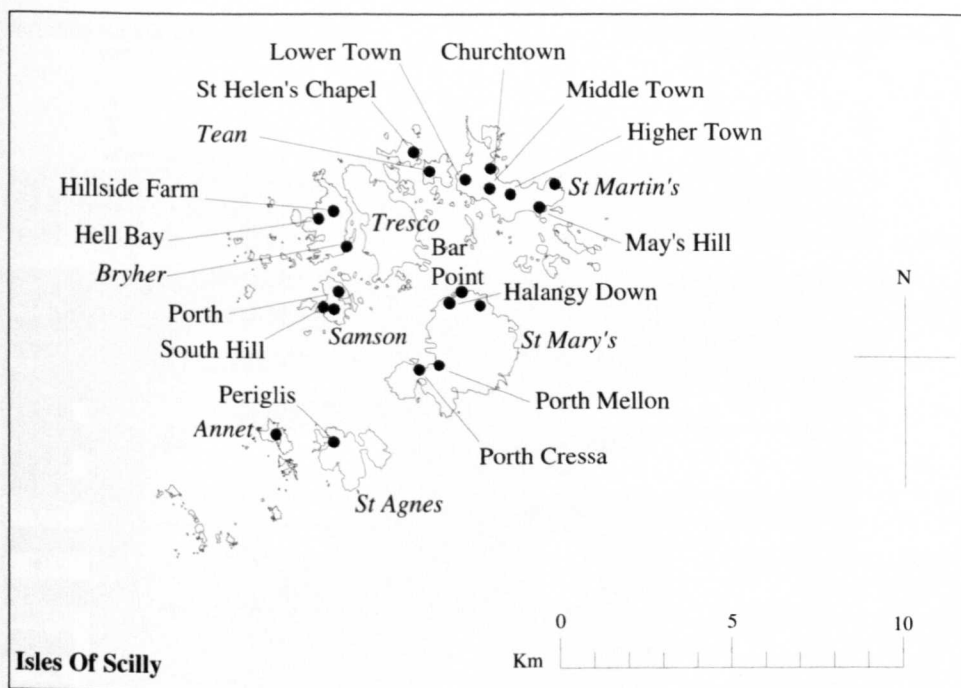 Lower Town
Churchtown
St Helen's Chapel
Middle Town
Tean
Higher Town
Hillside Farm
St Martin's
Tresco
Hell Bay
Bar
Point
May's Hill
Bryher
Halangy Down
N
Porth
South Hill
Samson
St Mary's
Periglis
Porth Mellon
Annet
Porth Cressa
St Agnes
0
5
10
Km
Isles Of Scilly